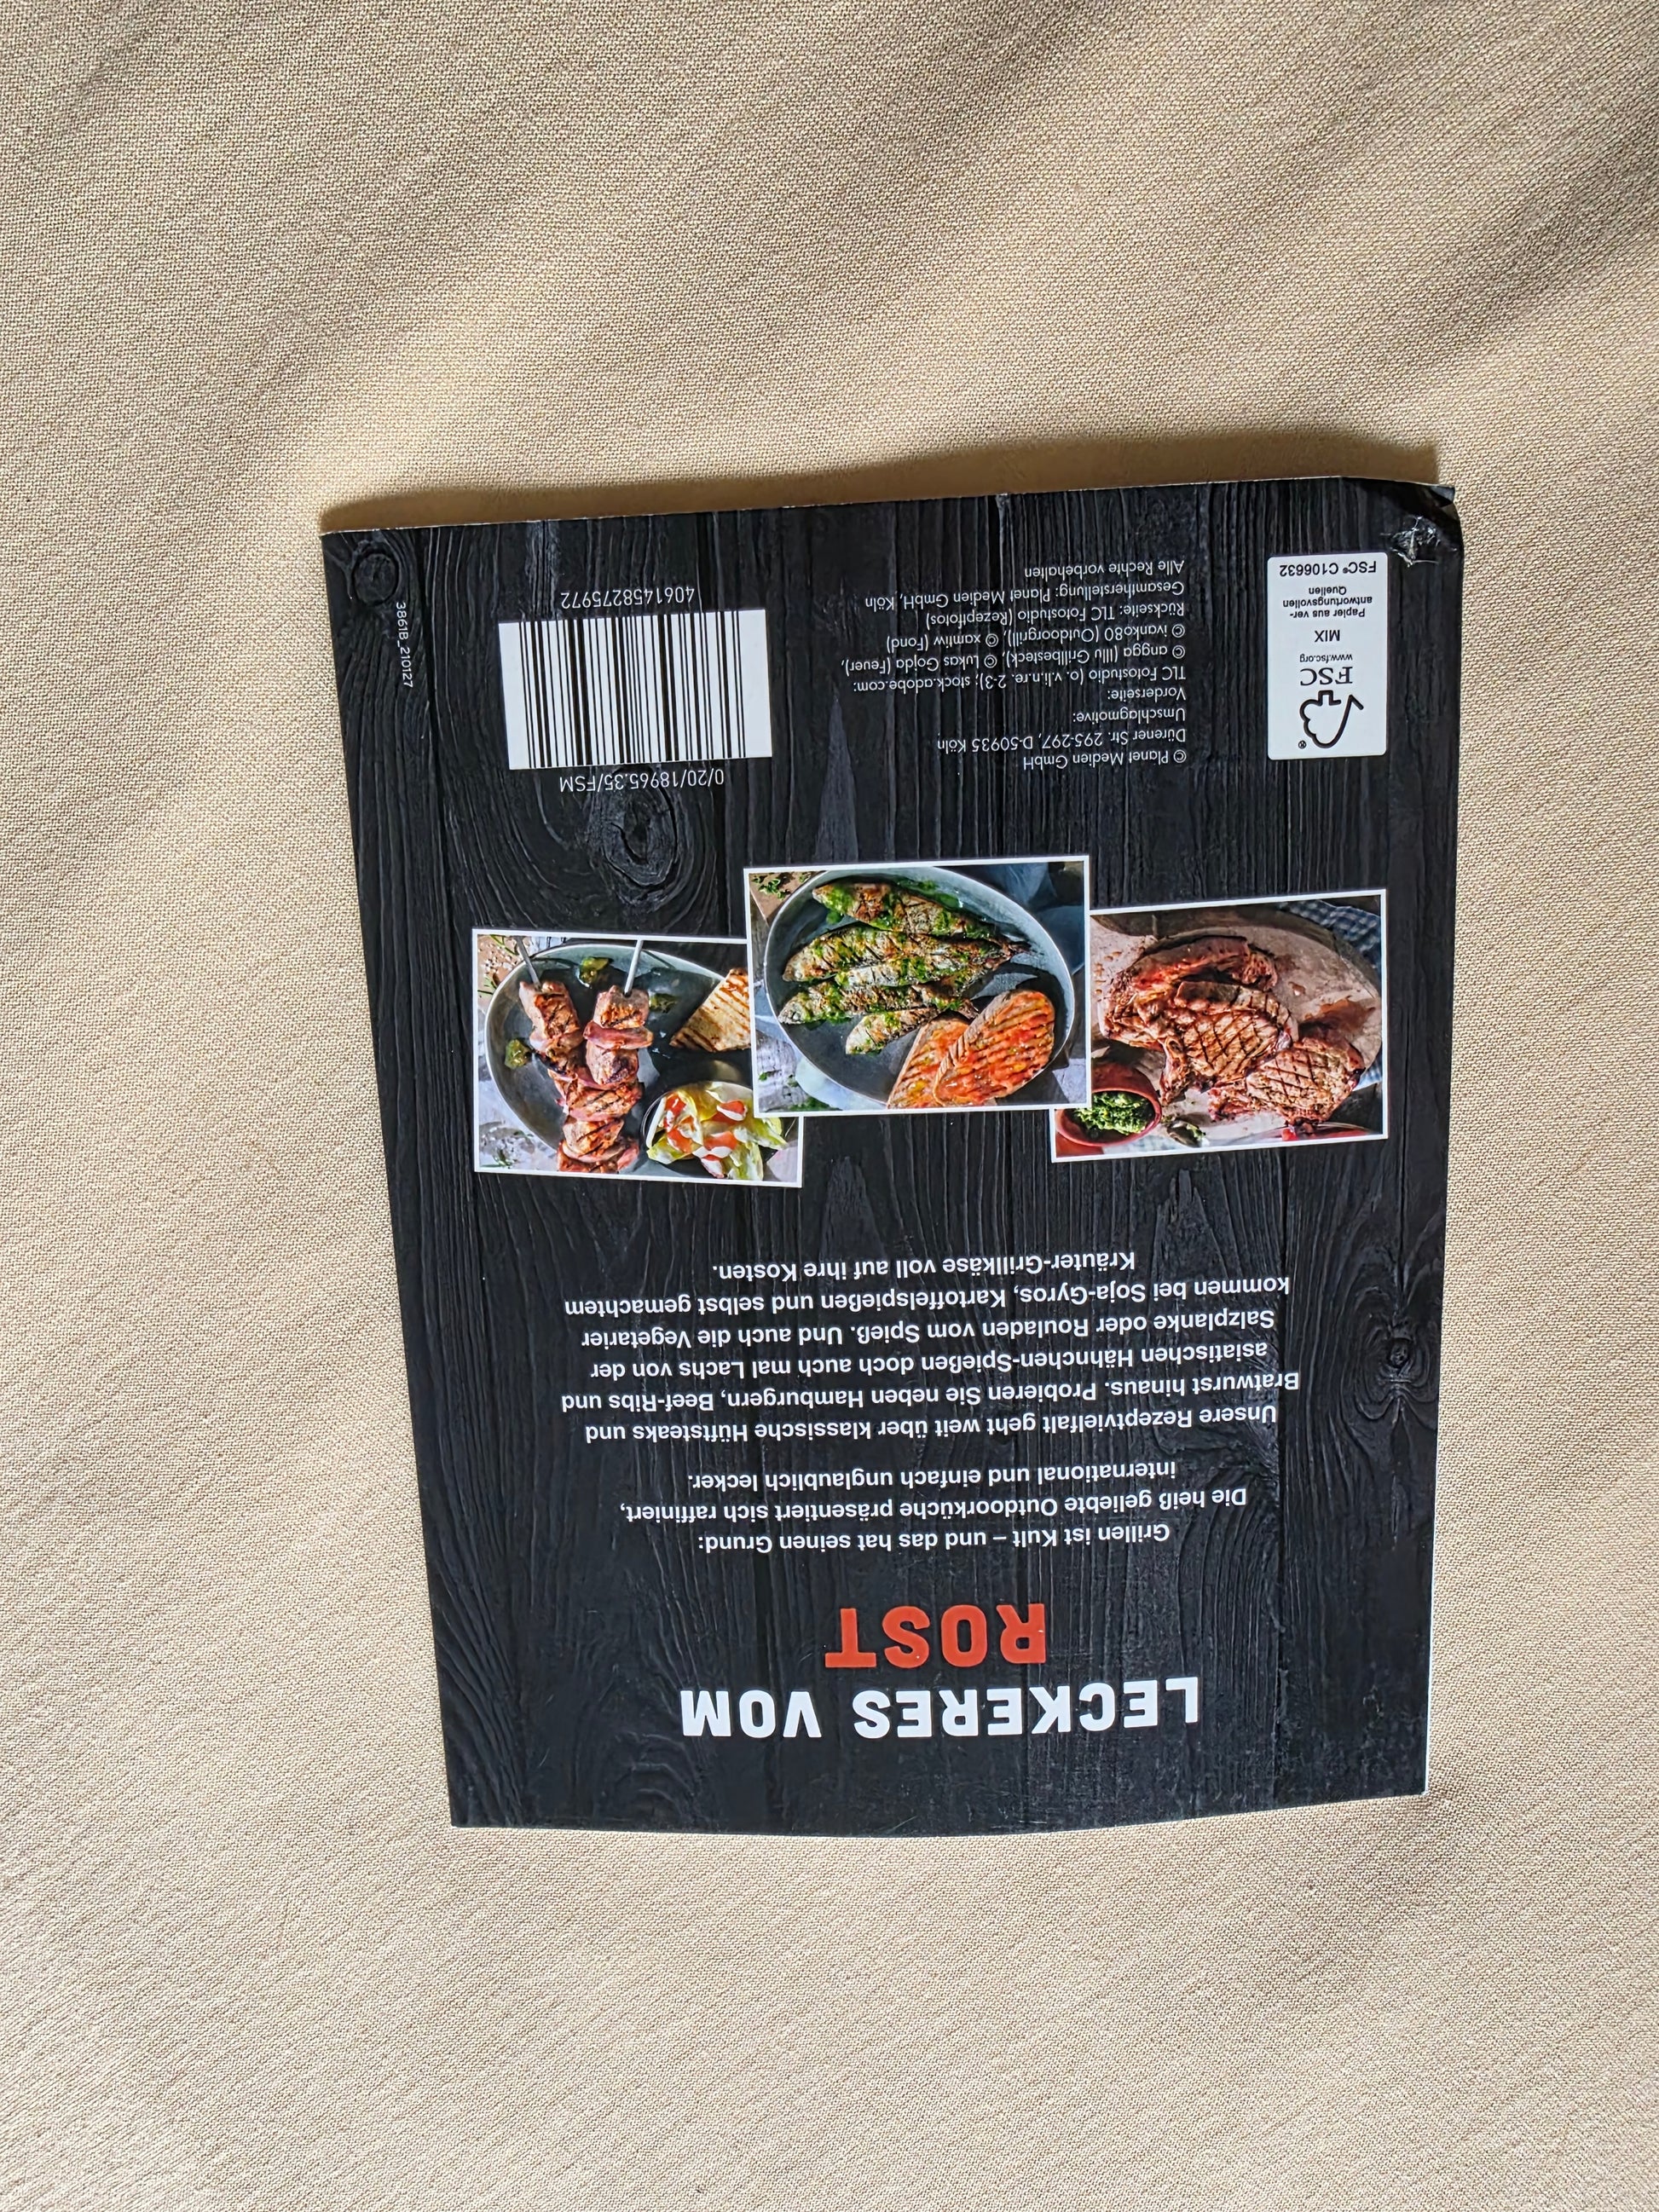 LECKERES VOM
ROST
Grillen ist Kult – und das hat seinen Grund:
Die heiß geliebte Outdoorküche präsentiert sich raffiniert,
international und einfach unglaublich lecker.
Unsere Rezeptvielfalt geht weit über klassische Hüftsteaks und
Bratwurst hinaus. Probieren Sie neben Hamburgern, Beef-Ribs und
asiatischen Hähnchen-Spießen doch auch mal Lachs von der
Salzplanke oder Rouladen vom Spieß. Und auch die Vegetarier
kommen bei Soja-Gyros, Kartoffelspießen und selbst gemachtem
Kräuter-Grillkäse voll auf ihre Kosten.
®
FSC
www.fsc.org
MIX
Papier aus ver-
antwortungsvollen
Quellen
FSC® C106632
© Planet Medien GmbH
Dürener Str. 295-297, D-50935 Köln
Umschlagmotive:
Vorderseite:
TLC Fotostudio (o. v.li.n.re. 2-3); stock.adobe.com:
© angga (Illu Grillbesteck), © Lukas Gojda (Feuer),
© ivanko80 (Outdoorgrill), © xamtiw (Fond)
Rückseite: TLC Fotostudio (Rezeptfotos)
Gesamtherstellung: Planet Medien GmbH, Köln
Alle Rechte vorbehalten
0/20/18965.35/FSM
4061458275972
3861B_210127